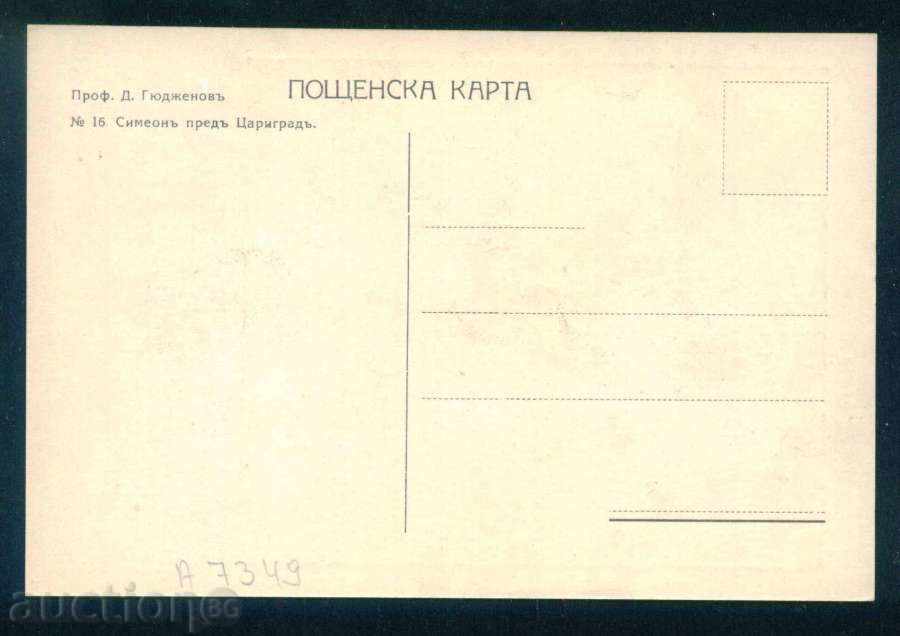 Проф. Д. Гюдженовъ
ПОЩЕНСКА КАРТА
№ 16. Симеонъ предъ Цариградъ.
А 7349
auction.BG